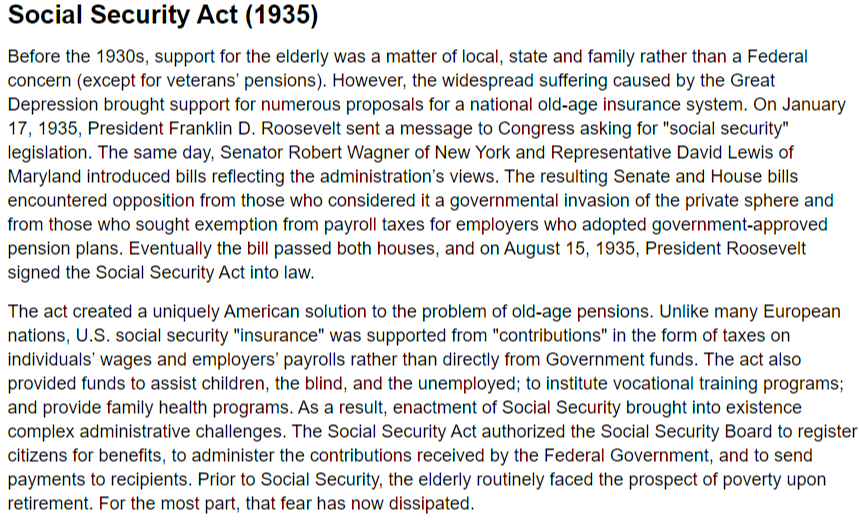 Social Security Act (1935)
Before the 1930s, support for the elderly was a matter of local, state and family rather than a Federal
concern (except for veterans' pensions). However, the widespread suffering caused by the Great
Depression brought support for numerous proposals for a national old-age insurance system. On January
17, 1935, President Franklin D. Roosevelt sent a message to Congress asking for "social security"
legislation. The same day, Senator Robert Wagner of New York and Representative David Lewis of
Maryland introduced bills reflecting the administration's views. The resulting Senate and House bills
encountered opposition from those who considered it a governmental invasion of the private sphere and
from those who sought exemption from payroll taxes for employers who adopted government-approved
pension plans. Eventually the bill passed both houses, and on August 15, 1935, President Roosevelt
signed the Social Security Act into law.
The act created a uniquely American solution to the problem of old-age pensions. Unlike many European
nations, U.S. social security "insurance" was supported from "contributions" in the form of taxes on
individuals' wages and employers' payrolls rather than directly from Government funds. The act also
provided funds to assist children, the blind, and the unemployed; to institute vocational training programs;
and provide family health programs. As a result, enactment of Social Security brought into existence
complex administrative challenges. The Social Security Act authorized the Social Security Board to register
citizens for benefits, to administer the contributions received by the Federal Government, and to send
payments to recipients. Prior to Social Security, the elderly routinely faced the prospect of poverty upon
retirement. For the most part, that fear has now dissipated.